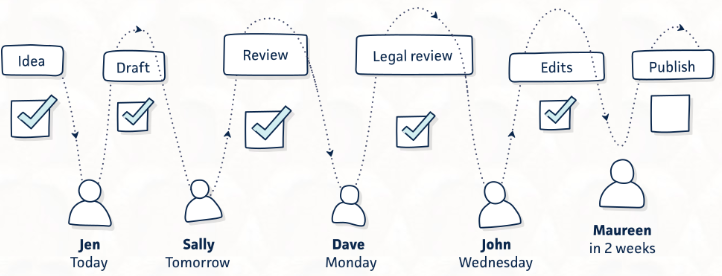 Idea
Draft
Review
Legal review
Edits
Publish
Jen
Today
Sally
Tomorrow
Dave
Monday
John
Wednesday
Maureen
in 2 weeks